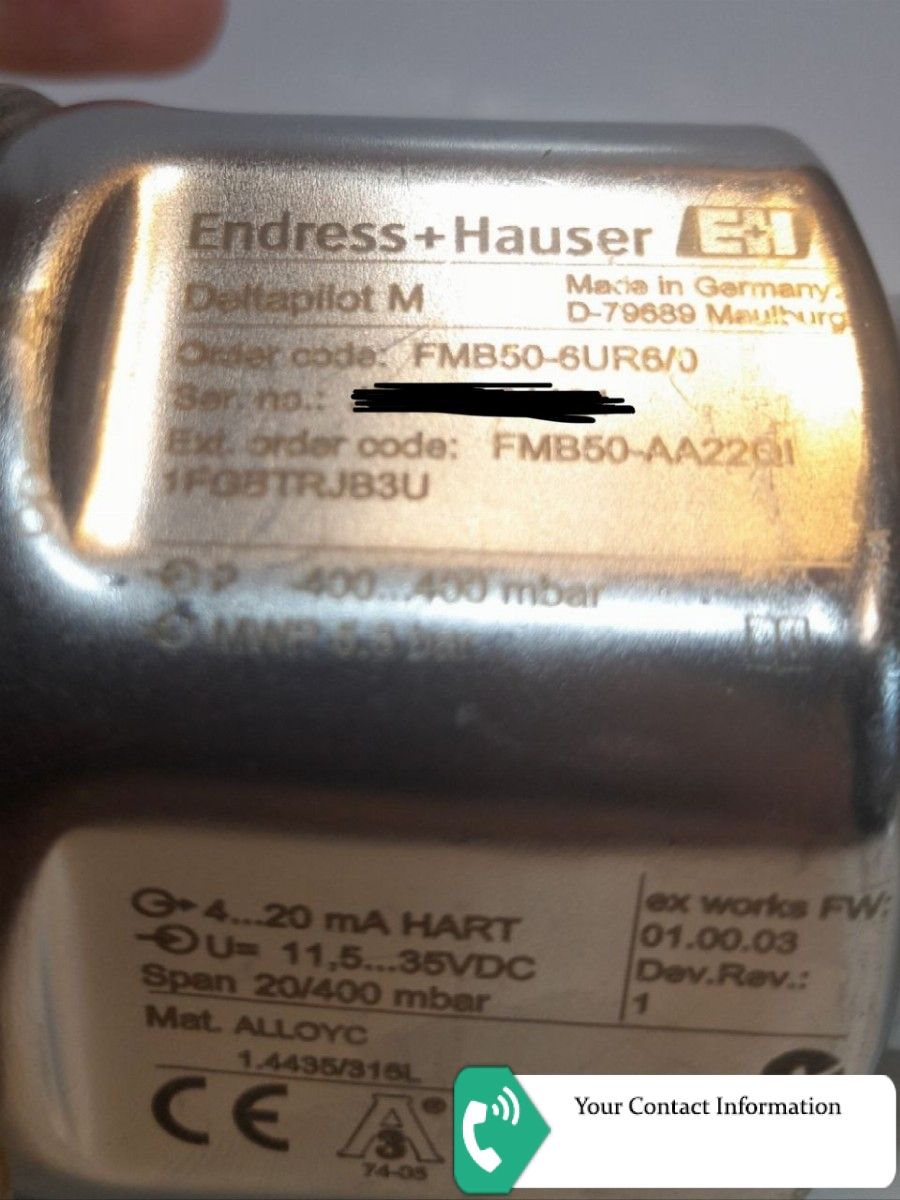 Endress+Hauser E+H
Deltapilot M
Made in Germany
D-79689 Maulburg
Order code: FMB50-6UR6/0
Ser. no.:
Ext. order code: FMB50-AA22QI
1FGBTRJB3U
P -400...400 mbar
MWP 5.3 bar
4...20 mA HART
U= 11,5...35VDC
Span 20/400 mbar
ex works FW:
01.00.03
Dev.Rev.:
1
Mat. ALLOYC
1.4435/316L
CE
A 3 ®
74-06
Your Contact Information